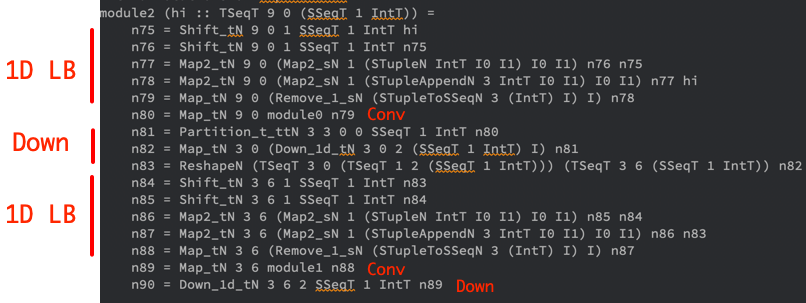 module2 (hi :: TSeqT 9 0 (SSeqT 1 IntT)) =
n75 = Shift_tN 9 0 1 SSeqT 1 IntT hi
n76 = Shift_tN 9 0 1 SSeqT 1 IntT n75
1D LB
n77 = Map2_tN 9 0 (Map2_sN 1 (STupleN IntT I0 I1) I0 I1) n76 n75
n78 = Map2_tN 9 0 (Map2_sN 1 (STupleAppendN 3 IntT I0 I1) I0 I1) n77 hi
n79 = Map_tN 9 0 (Remove_1_sN (STupleToSSeqN 3 (IntT) I) I) n78
n80 = Map_tN 9 0 module0 n79 Conv
n81 = Partition_t_ttN 3 3 0 0 SSeqT 1 IntT n80
Down
n82 = Map_tN 3 0 (Down_1d_tN 3 0 2 (SSeqT 1 IntT) I) n81
n83 = ReshapeN (TSeqT 3 0 (TSeqT 1 2 (SSeqT 1 IntT))) (TSeqT 3 6 (SSeqT 1 IntT)) n82
n84 = Shift_tN 3 6 1 SSeqT 1 IntT n83
n85 = Shift_tN 3 6 1 SSeqT 1 IntT n84
1D LB
n86 = Map2_tN 3 6 (Map2_sN 1 (STupleN IntT I0 I1) I0 I1) n85 n84
n87 = Map2_tN 3 6 (Map2_sN 1 (STupleAppendN 3 IntT I0 I1) I0 I1) n86 n83
n88 = Map_tN 3 6 (Remove_1_sN (STupleToSSeqN 3 (IntT) I) I) n87
n89 = Map_tN 3 6 module1 n88 Conv
n90 = Down_1d_tN 3 6 2 SSeqT 1 IntT n89 Down